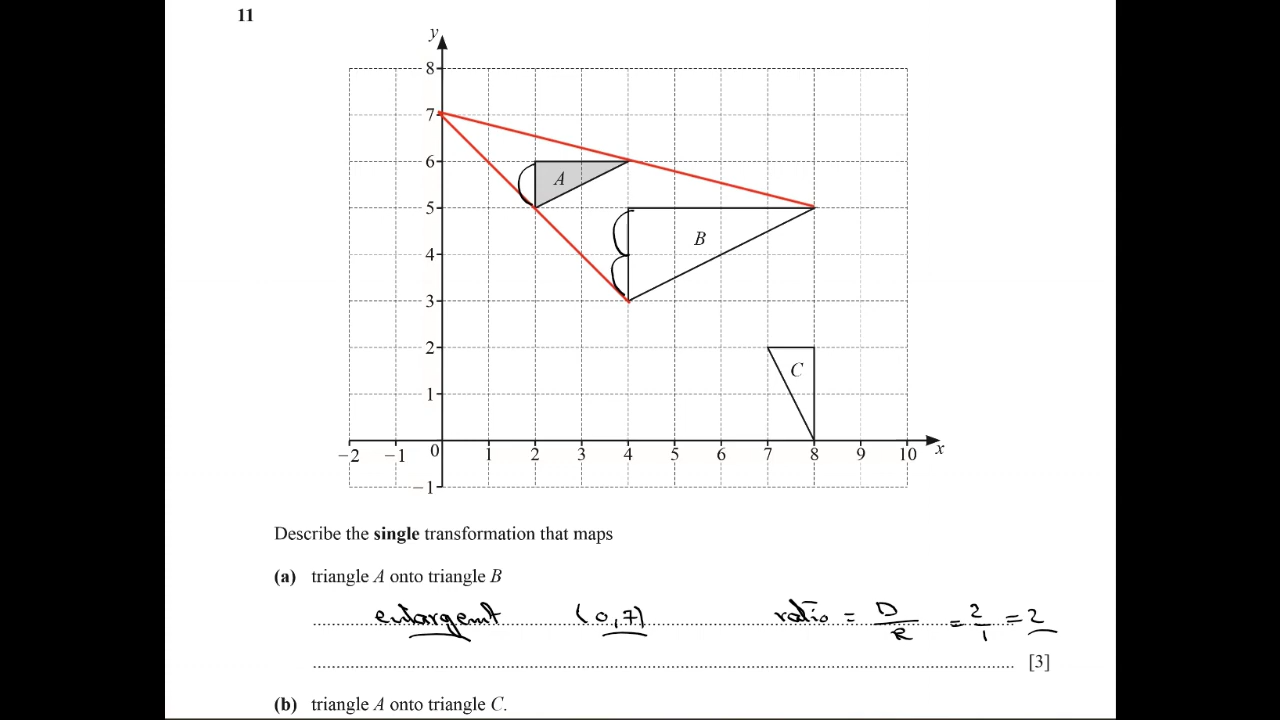 11
y
8
7
6
A
5
B
4
3
2
C
1
0
x
−2 −1 1 2 3 4 5 6 7 8 9 10
−1
Describe the single transformation that maps
(a) triangle A onto triangle B
enlargent (0,7) ratio = D/R = 2/1 = 2
[3]
(b) triangle A onto triangle C.